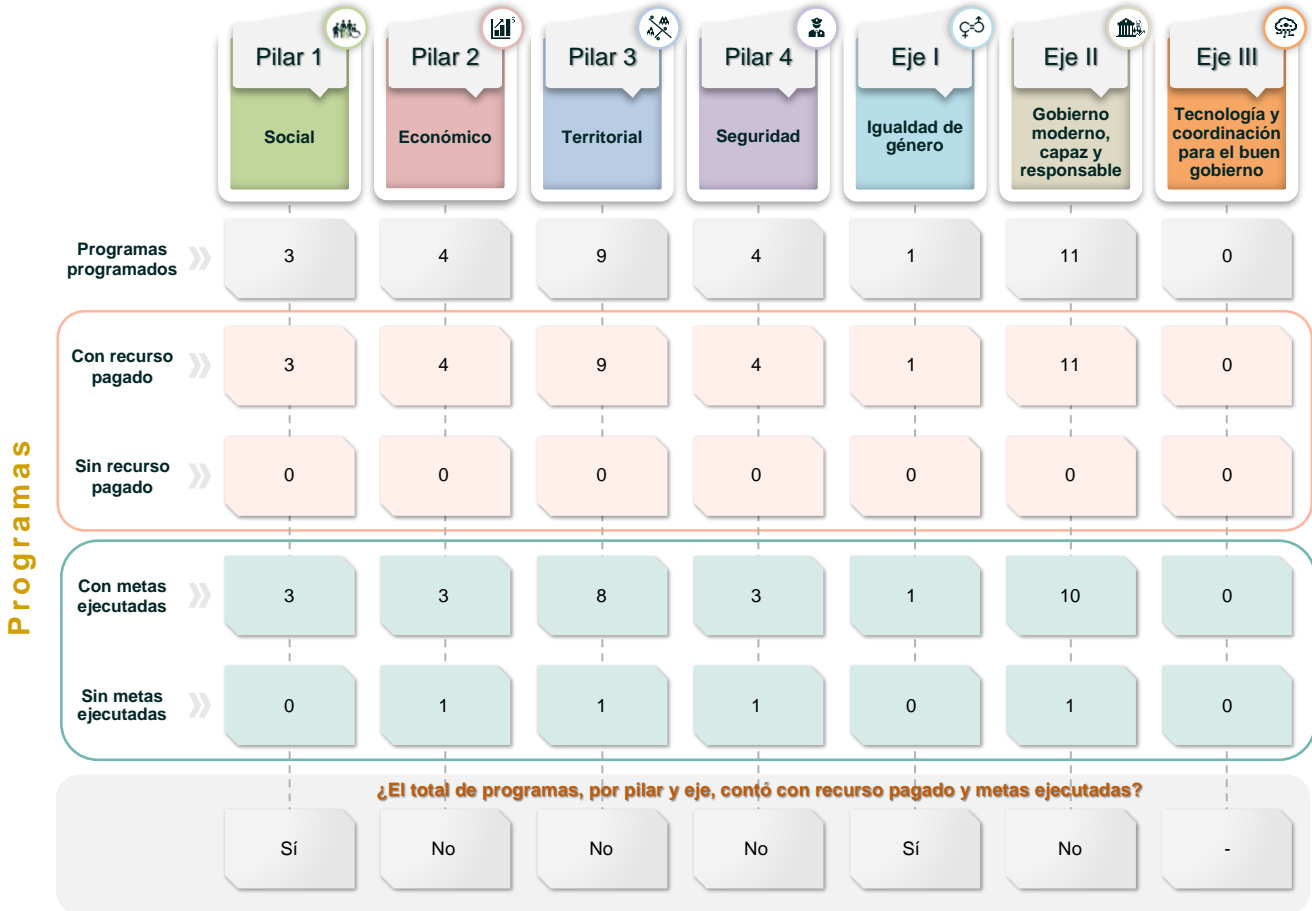 Pilar 1
Pilar 2
Pilar 3
Pilar 4
Eje I
Eje II
Eje III
Social
Económico
Territorial
Seguridad
Igualdad de
género
Gobierno
moderno,
capaz y
responsable
Tecnología y
coordinación
para el buen
gobierno
Programas
Programas
programados
3
4
9
4
1
11
0
Con recurso
pagado
3
4
9
4
1
11
0
Sin recurso
pagado
0
0
0
0
0
0
0
Con metas
ejecutadas
3
3
8
3
1
10
0
Sin metas
ejecutadas
0
1
1
1
0
1
0
¿El total de programas, por pilar y eje, contó con recurso pagado y metas ejecutadas?
Sí
No
No
No
Sí
No
-